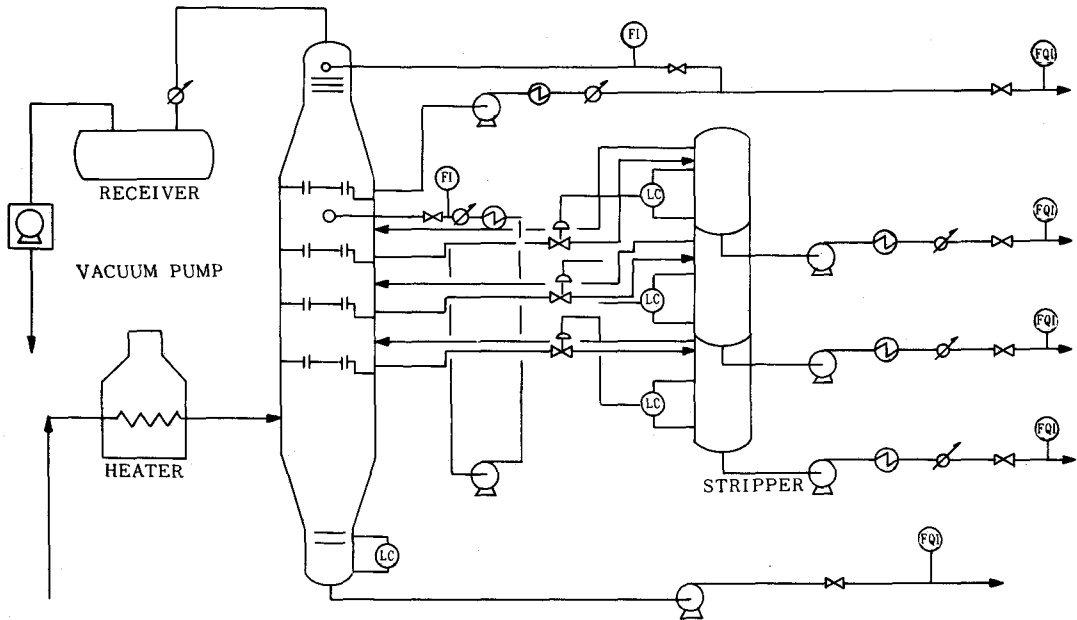 FI
FQI
RECEIVER
FI
LC
FQI
VACUUM PUMP
LC
FQI
HEATER
LC
FQI
STRIPPER
LC
FQI